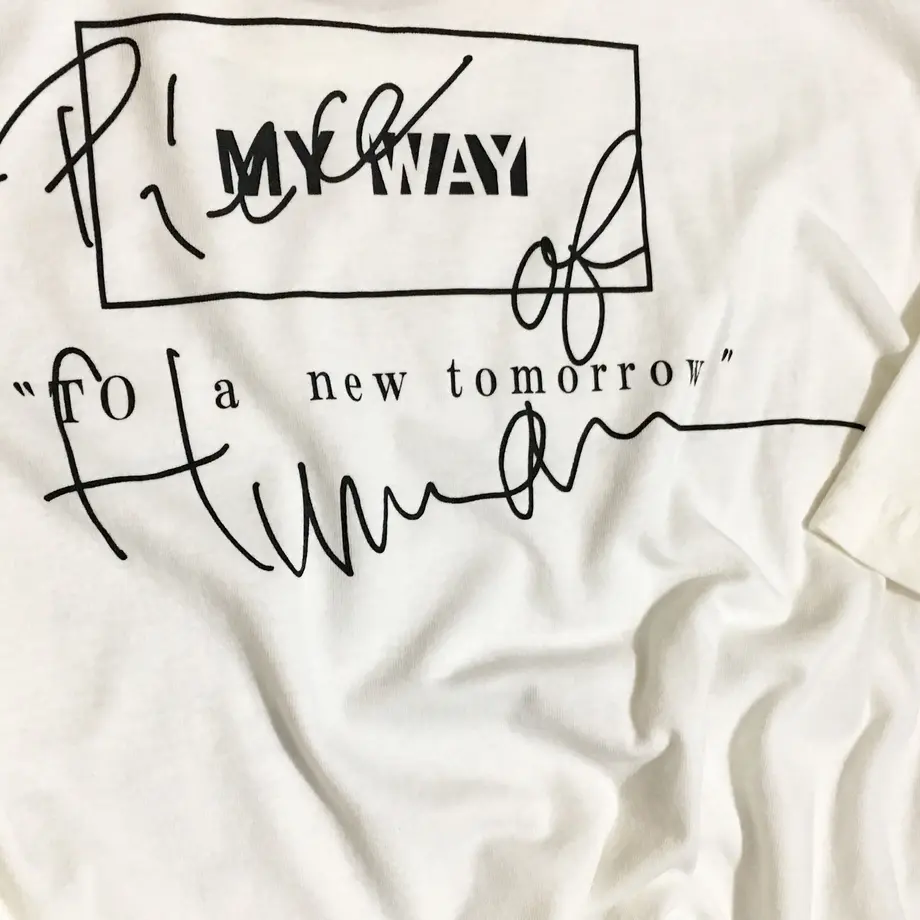 Piece
MY WAY
of
"TO a new tomorrow"
Human